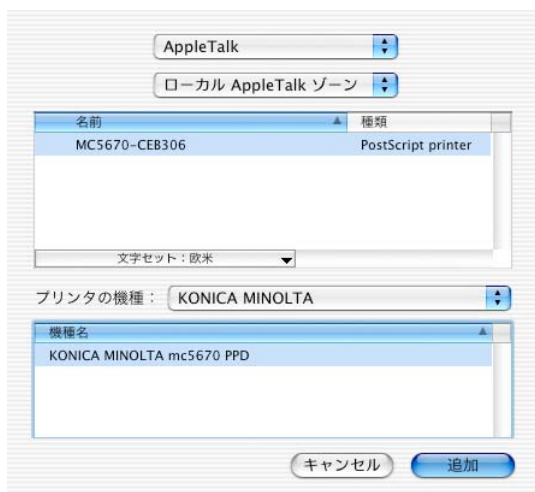 AppleTalk
ローカル AppleTalk ゾーン
名前 種類
MC5670-CEB306 PostScript printer
文字セット：欧米
プリンタの機種： KONICA MINOLTA
機種名
KONICA MINOLTA mc5670 PPD
キャンセル 追加